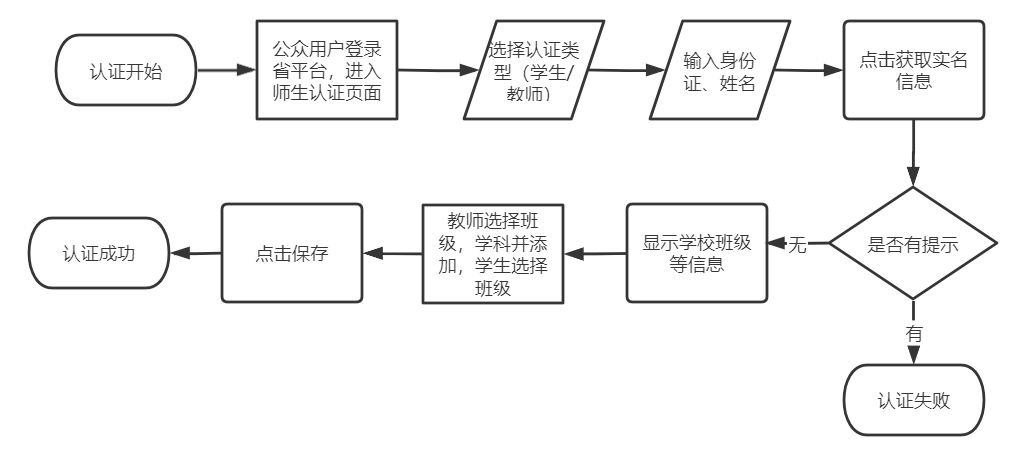 认证开始
公众用户登录
省平台，进入
师生认证页面
选择认证类
型（学生/
教师）
输入身份
证、姓名
点击获取实名
信息
是否有提示
无
显示学校班级
等信息
教师选择班
级，学科并添
加，学生选择
班级
点击保存
认证成功
有
认证失败